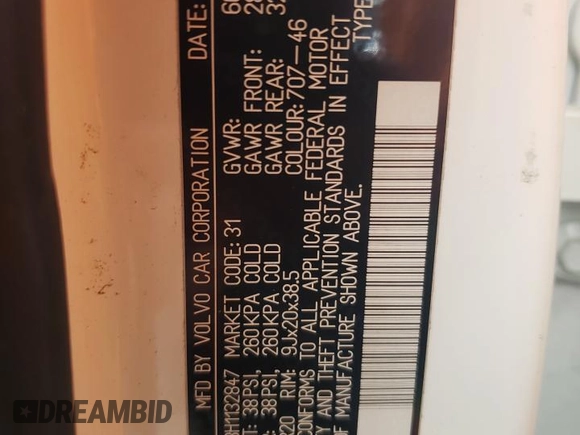 MFD BY VOLVO CAR CORPORATION DATE:
H1132847 MARKET CODE: 31 GVWR:
38PSI, 260KPA COLD GAWR FRONT:
38PSI, 260KPA COLD GAWR REAR:
R20 RIM: 9Jx20x38.5 COLOUR: 707-46
CONFORMS TO ALL APPLICABLE FEDERAL MOTOR
AND THEFT PREVENTION STANDARDS IN EFFECT
OF MANUFACTURE SHOWN ABOVE.
TYPE
DREAMBID